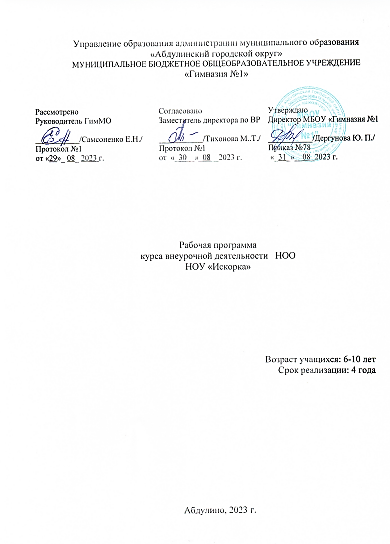 Управление образования администрации муниципального образования
«Абдулинский городской округ»
МУНИЦИПАЛЬНОЕ БЮДЖЕТНОЕ ОБЩЕОБРАЗОВАТЕЛЬНОЕ УЧРЕЖДЕНИЕ
«Гимназия №1»
Рассмотрено
Руководитель ГимМО
/Самсоненко Е.Н./
Протокол №1
от «29» 08 2023 г.
Согласовано
Заместитель директора по ВР
/Тихонова М..Т./
Протокол №1
от « 30 » 08 2023 г.
Утверждаю
Директор МБОУ «Гимназия №1
/Дергунова Ю. П./
Приказ №78
« 31 » 08 2023 г.
Рабочая программа
курса внеурочной деятельности НОО
НОУ «Искорка»
Возраст учащихся: 6-10 лет
Срок реализации: 4 года
Абдулино, 2023 г.